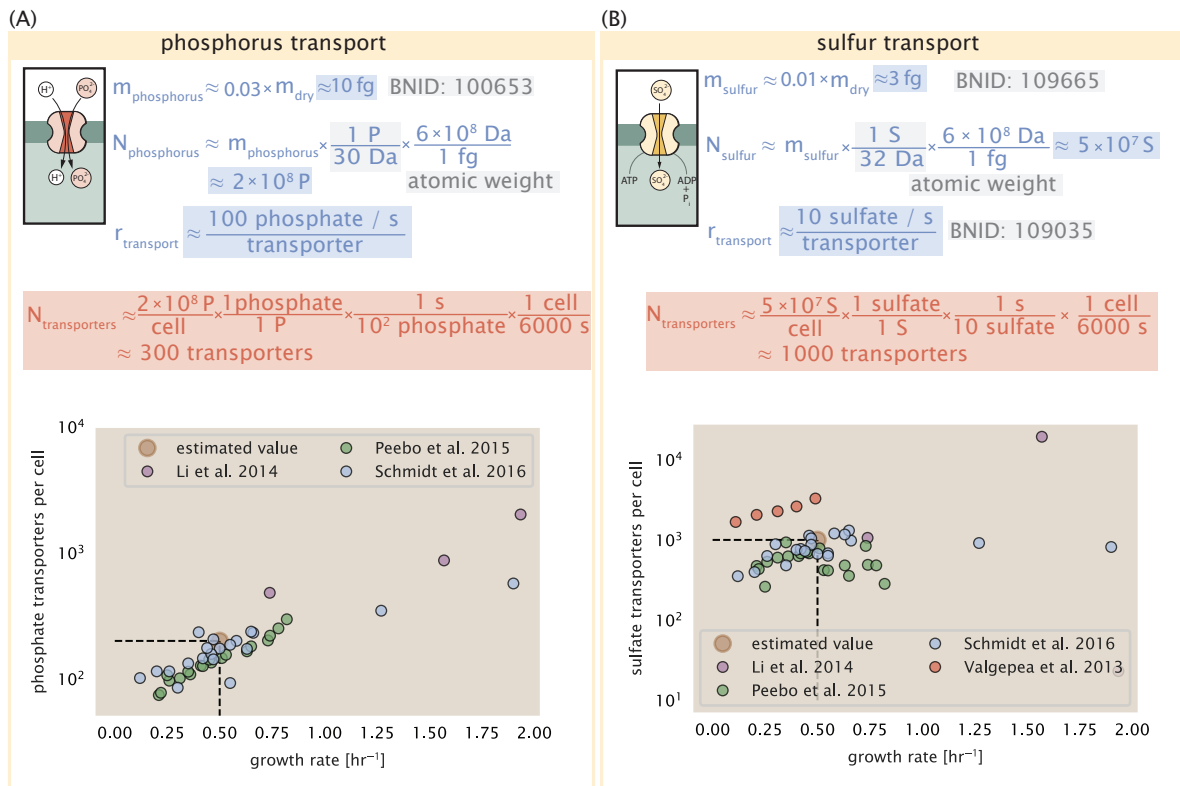 (A)
phosphorus transport
H⁺
PO₄²⁻
H⁺
PO₄²⁻
m_phosphorus ≈ 0.03 × m_dry ≈ 10 fg BNID: 100653
N_phosphorus ≈ m_phosphorus × 1 P / 30 Da × 6×10⁸ Da / 1 fg
≈ 2×10⁸ P
atomic weight
r_transport ≈ 100 phosphate / s / transporter
N_transporters ≈ 2×10⁸ P / cell × 1phosphate / 1 P × 1 s / 10² phosphate × 1 cell / 6000 s
≈ 300 transporters
phosphate transporters per cell
10⁴
10³
10²
estimated value
Li et al. 2014
Peebo et al. 2015
Schmidt et al. 2016
0.00 0.25 0.50 0.75 1.00 1.25 1.50 1.75 2.00
growth rate [hr⁻¹]
(B)
sulfur transport
SO₄²⁻
ATP
SO₄²⁻
ADP
+
Pᵢ
m_sulfur ≈ 0.01 × m_dry ≈3 fg BNID: 109665
N_sulfur ≈ m_sulfur × 1 S / 32 Da × 6 × 10⁸ Da / 1 fg ≈ 5 ×10⁷ S
atomic weight
r_transport ≈ 10 sulfate / s / transporter BNID: 109035
N_transporters ≈ 5×10⁷ S / cell × 1 sulfate / 1 S × 1 s / 10 sulfate × 1 cell / 6000 s
≈ 1000 transporters
sulfate transporters per cell
10⁴
10³
10²
10¹
estimated value
Li et al. 2014
Peebo et al. 2015
Schmidt et al. 2016
Valgepea et al. 2013
0.00 0.25 0.50 0.75 1.00 1.25 1.50 1.75 2.00
growth rate [hr⁻¹]